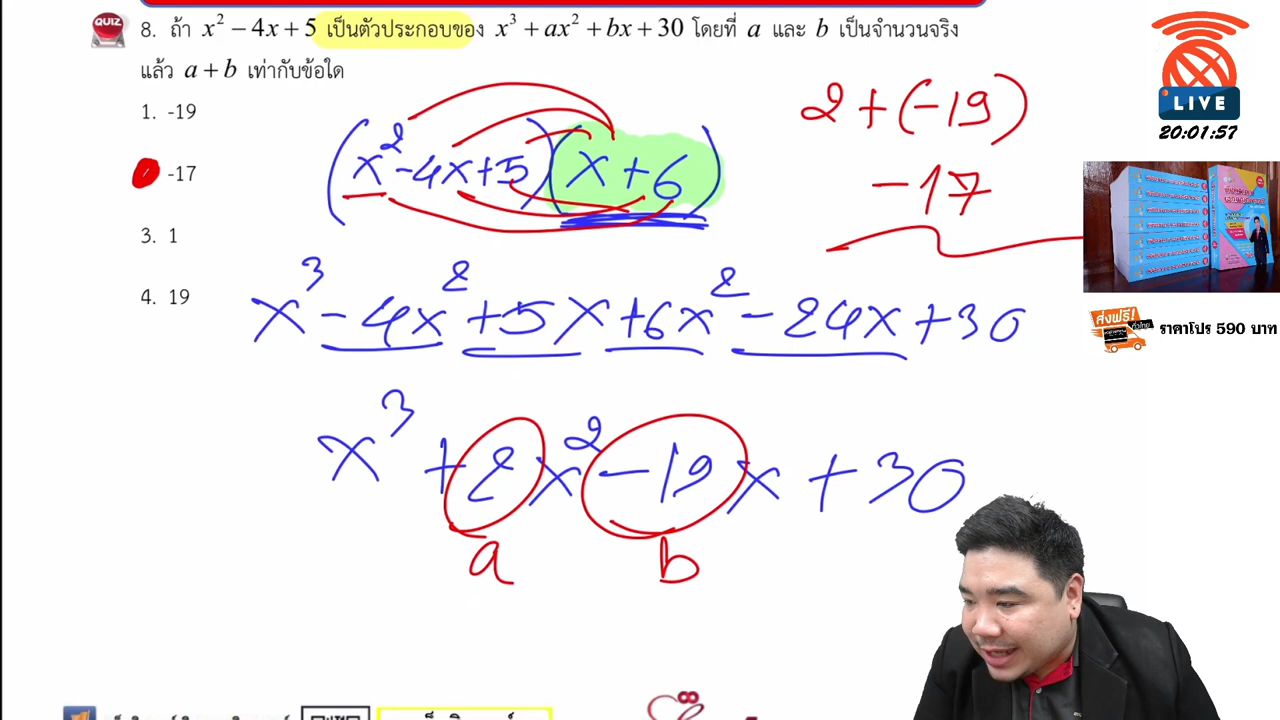 QUIZ
8. ถ้า x² − 4x + 5 เป็นตัวประกอบของ x³ + ax² + bx + 30 โดยที่ a และ b เป็นจำนวนจริง
แล้ว a + b เท่ากับข้อใด
1. -19
-17
3. 1
4. 19
(x² - 4x + 5)(x + 6)
x³ - 4x² + 5x + 6x² - 24x + 30
x³ + 2x² - 19x + 30
a b
2 + (-19)
-17
LIVE
20:01:57
ส่งฟรี!
ทั่วไทย
ราคาโปร 590 บาท